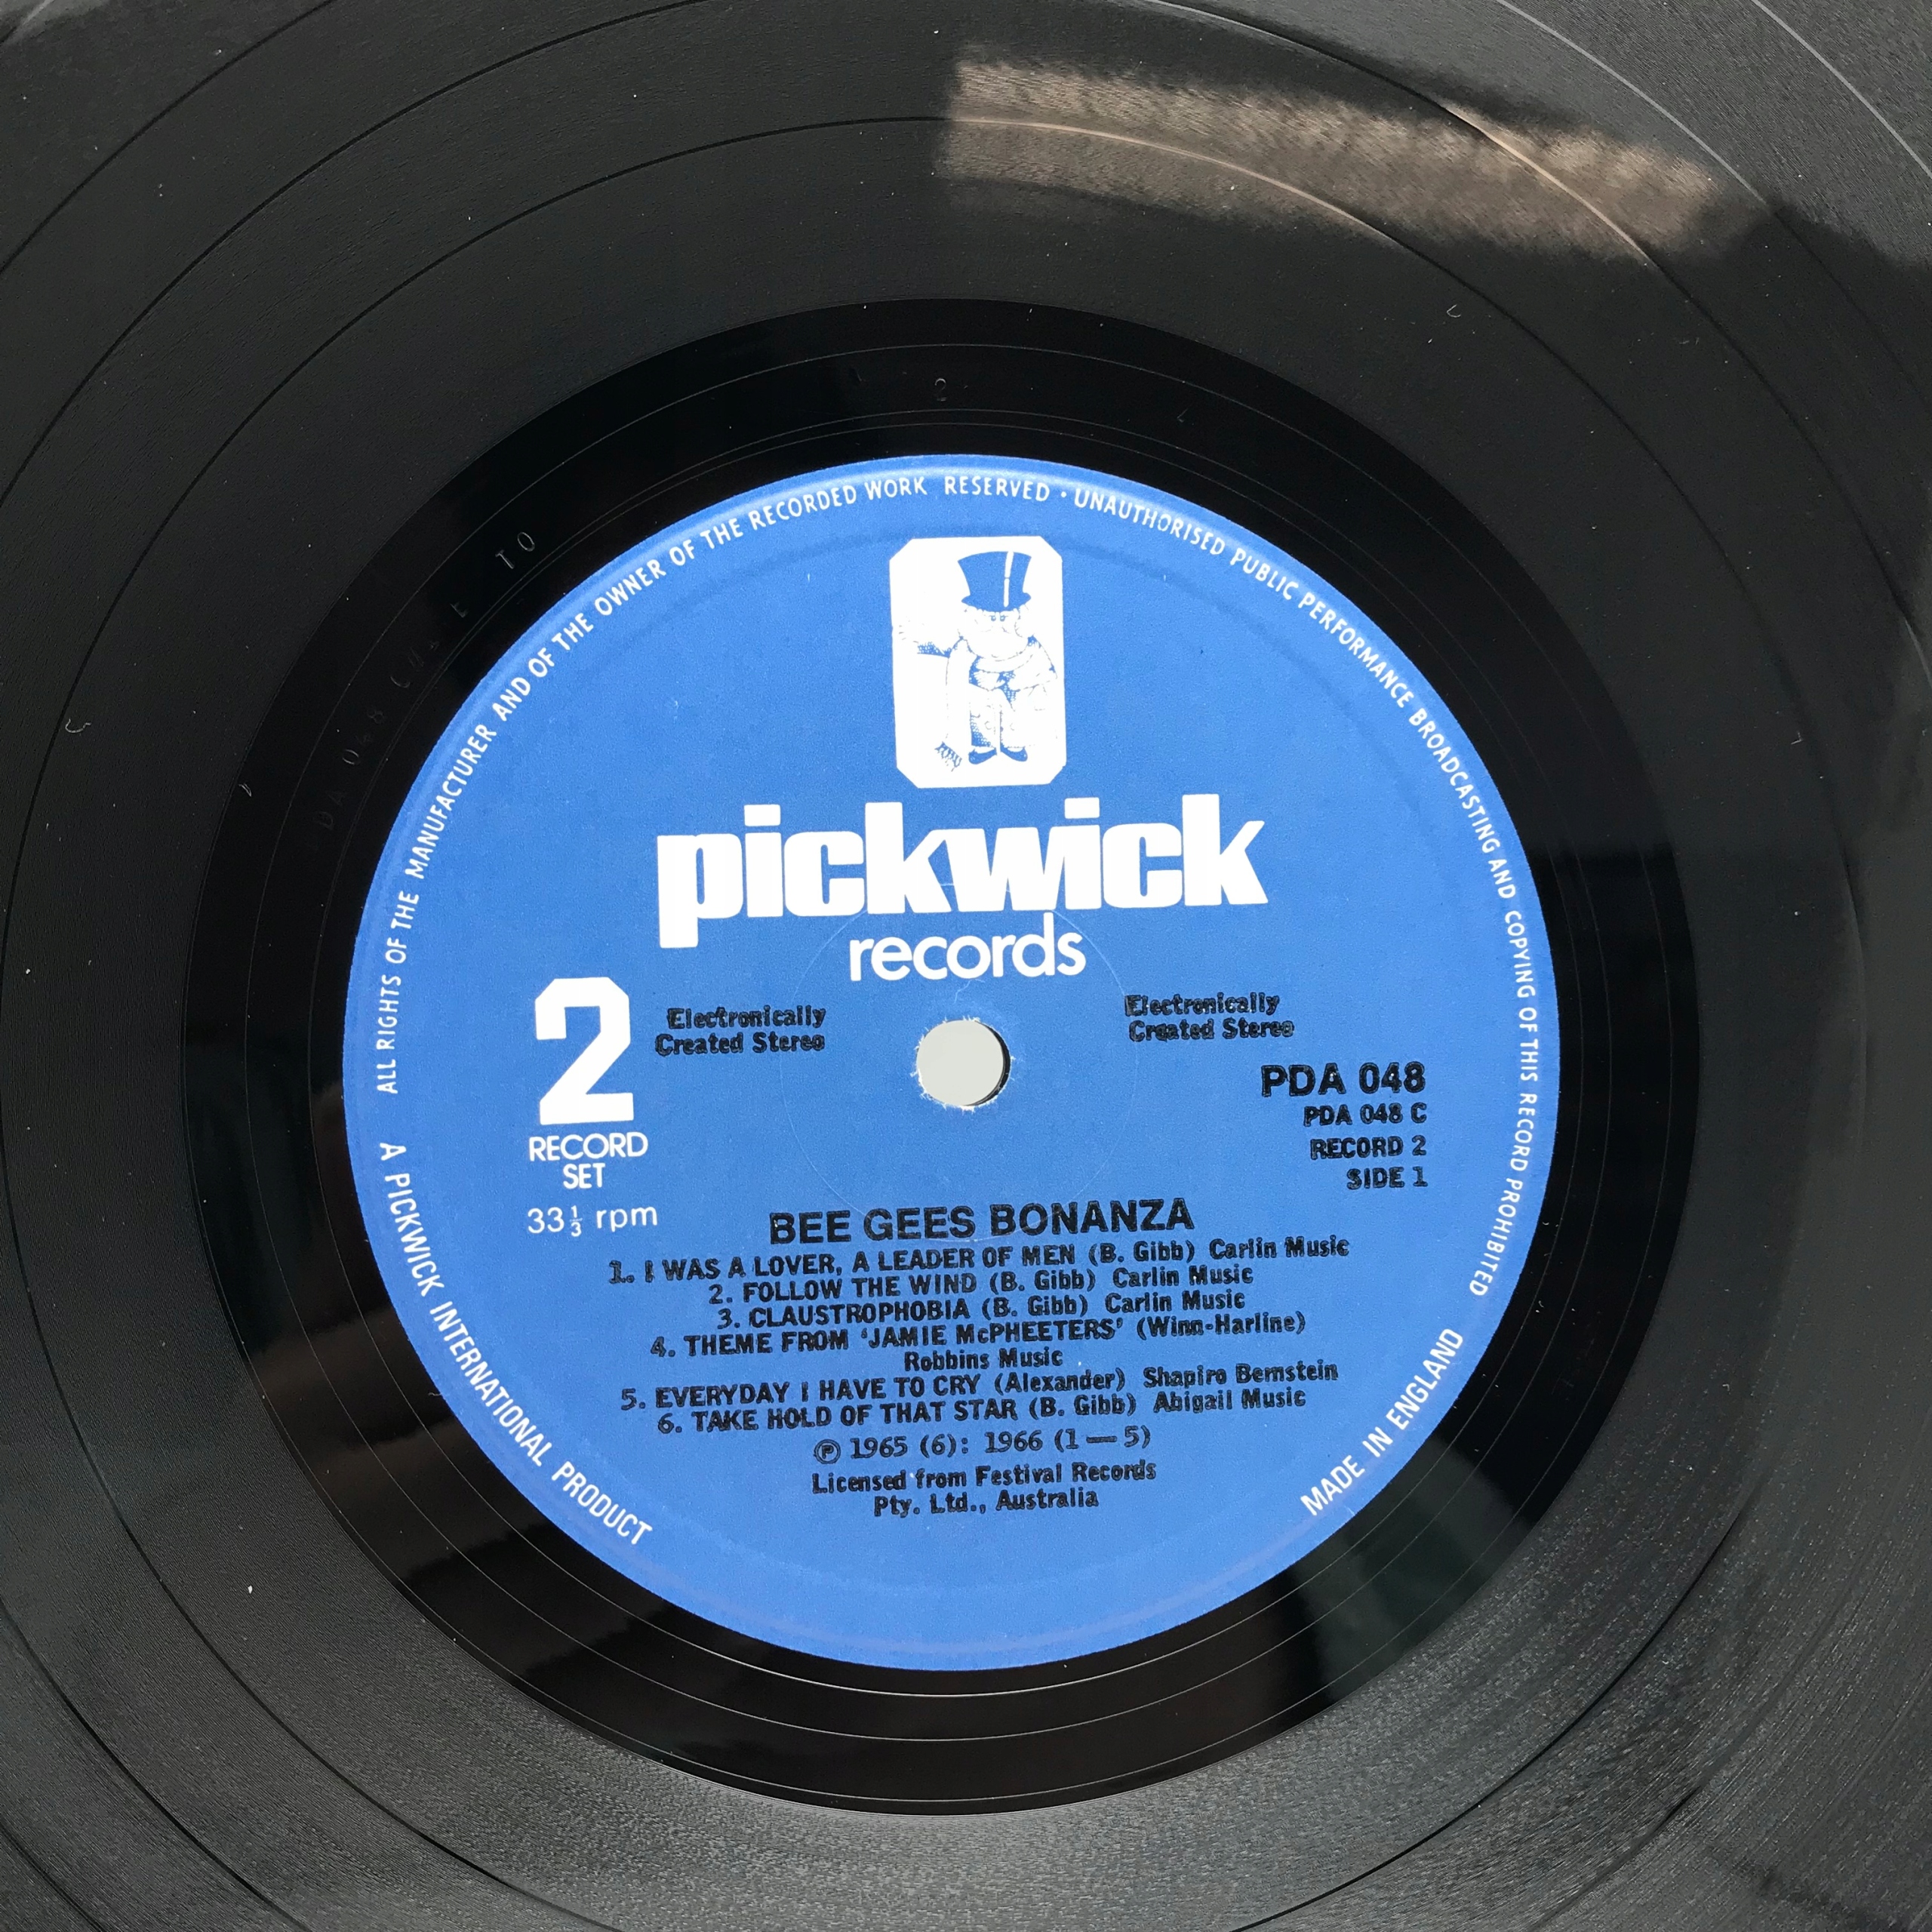 ALL RIGHTS OF THE MANUFACTURER AND OF THE OWNER OF THE RECORDED WORK RESERVED · UNAUTHORISED PUBLIC PERFORMANCE BROADCASTING AND COPYING OF THIS RECORD PROHIBITED
pickwick
records
2
RECORD
SET
33⅓ rpm
Electronically
Created Stereo
Electronically
Created Stereo
PDA 048
PDA 048 C
RECORD 2
SIDE 1
BEE GEES BONANZA
1. I WAS A LOVER, A LEADER OF MEN (B. Gibb) Carlin Music
2. FOLLOW THE WIND (B. Gibb) Carlin Music
3. CLAUSTROPHOBIA (B. Gibb) Carlin Music
4. THEME FROM ‘JAMIE McPHEETERS’ (Winn-Harline)
Robbins Music
5. EVERYDAY I HAVE TO CRY (Alexander) Shapiro Bernstein
6. TAKE HOLD OF THAT STAR (B. Gibb) Abigail Music
℗ 1965 (6): 1966 (1—5)
Licensed from Festival Records
Pty. Ltd., Australia
A PICKWICK INTERNATIONAL PRODUCT
MADE IN ENGLAND